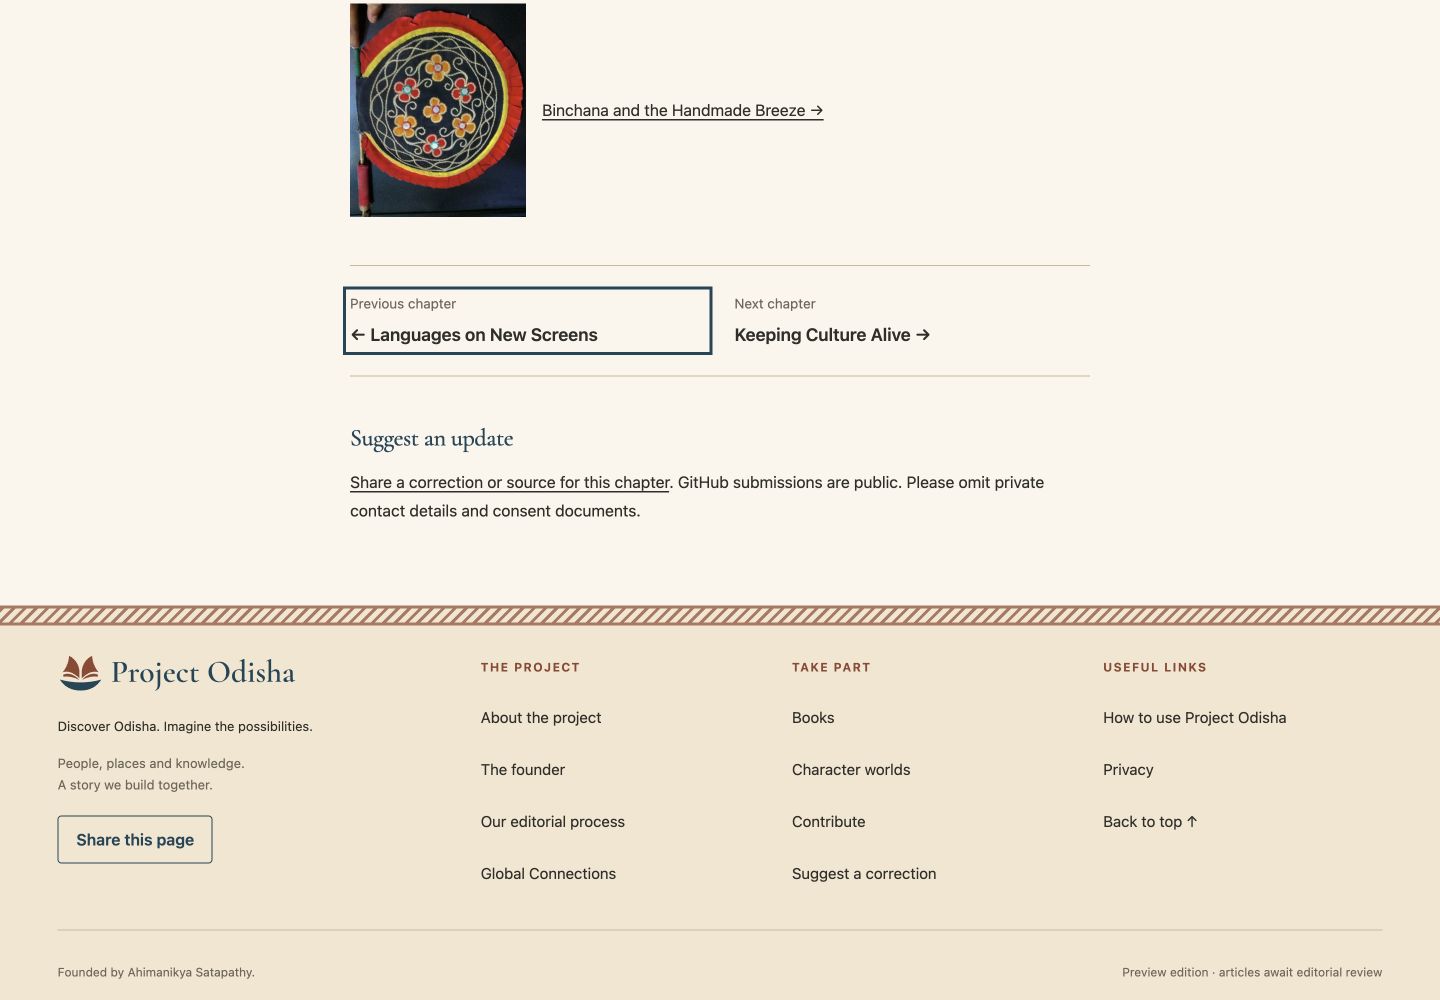 Binchana and the Handmade Breeze →
Previous chapter
← Languages on New Screens
Next chapter
Keeping Culture Alive →
Suggest an update
Share a correction or source for this chapter. GitHub submissions are public. Please omit private
contact details and consent documents.
Project Odisha
Discover Odisha. Imagine the possibilities.
People, places and knowledge.
A story we build together.
Share this page
THE PROJECT
About the project
The founder
Our editorial process
Global Connections
TAKE PART
Books
Character worlds
Contribute
Suggest a correction
USEFUL LINKS
How to use Project Odisha
Privacy
Back to top ↑
Founded by Ahimanikya Satapathy.
Preview edition · articles await editorial review